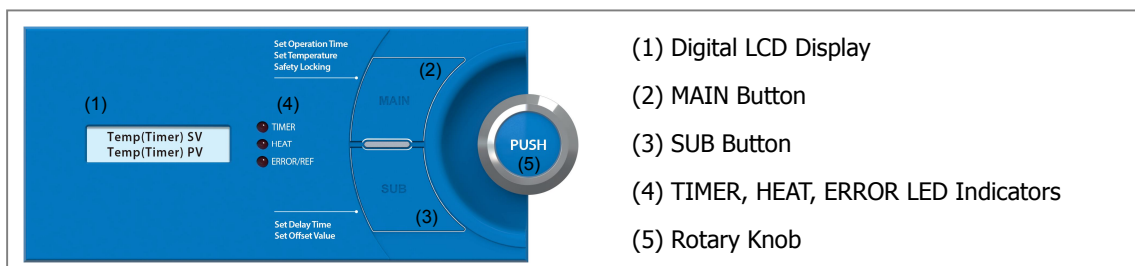 Set Operation Time
Set Temperature
Safety Locking
(1)
(4)
(2)
MAIN
TIMER
HEAT
ERROR/REF
Temp(Timer) SV
Temp(Timer) PV
PUSH
(5)
SUB
(3)
Set Delay Time
Set Offset Value
(1) Digital LCD Display
(2) MAIN Button
(3) SUB Button
(4) TIMER, HEAT, ERROR LED Indicators
(5) Rotary Knob